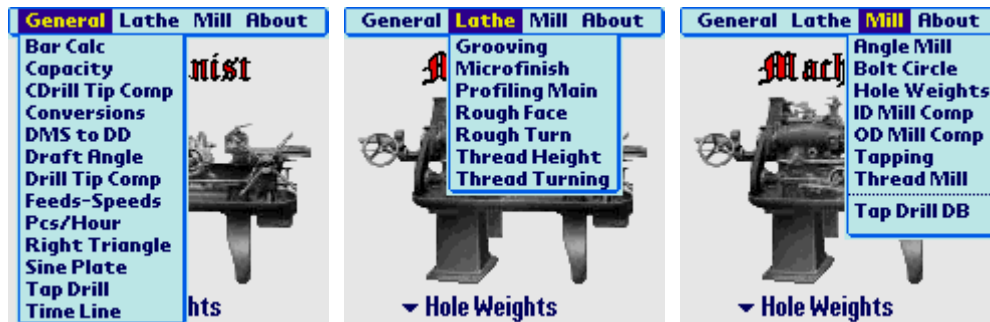 General Lathe Mill About
Bar Calc
Capacity
CDrill Tip Comp
Conversions
DMS to DD
Draft Angle
Drill Tip Comp
Feeds-Speeds
Pcs/Hour
Right Triangle
Sine Plate
Tap Drill
Time Line
nist
hts
General Lathe Mill About
Grooving
Microfinish
Profiling Main
Rough Face
Rough Turn
Thread Height
Thread Turning
Hole Weights
General Lathe Mill About
Angle Mill
Bolt Circle
Hole Weights
ID Mill Comp
OD Mill Comp
Tapping
Thread Mill
Tap Drill DB
Mach
Hole Weights